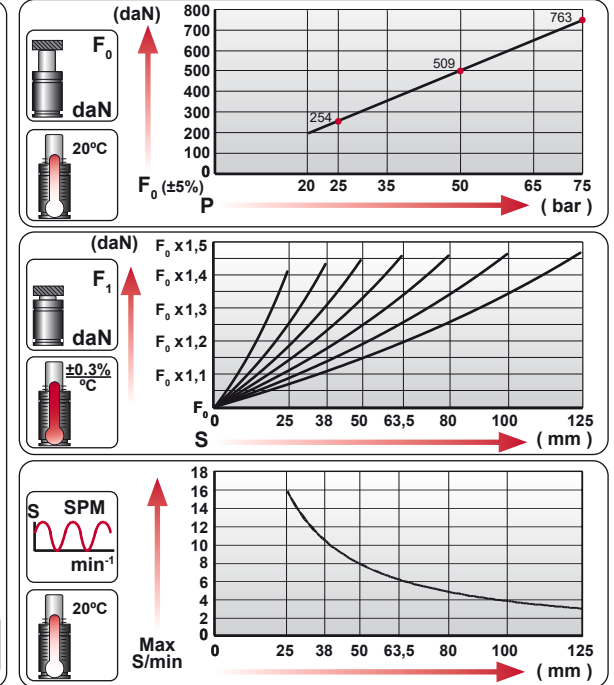 (daN)
F0
daN
20ºC
800
700
600
500
400
300
200
100
0
254
509
763
F0 (±5%)
20 25 35 50 65 75
P
( bar )
(daN)
F1
daN
±0.3%
ºC
F0 x1,5
F0 x1,4
F0 x1,3
F0 x1,2
F0 x1,1
F0
25 38 50 63,5 80 100 125
S
( mm )
S SPM
min-1
20ºC
18
16
14
12
10
8
6
4
2
0
Max
S/min
0 25 38 50 63,5 80 100 125
( mm )